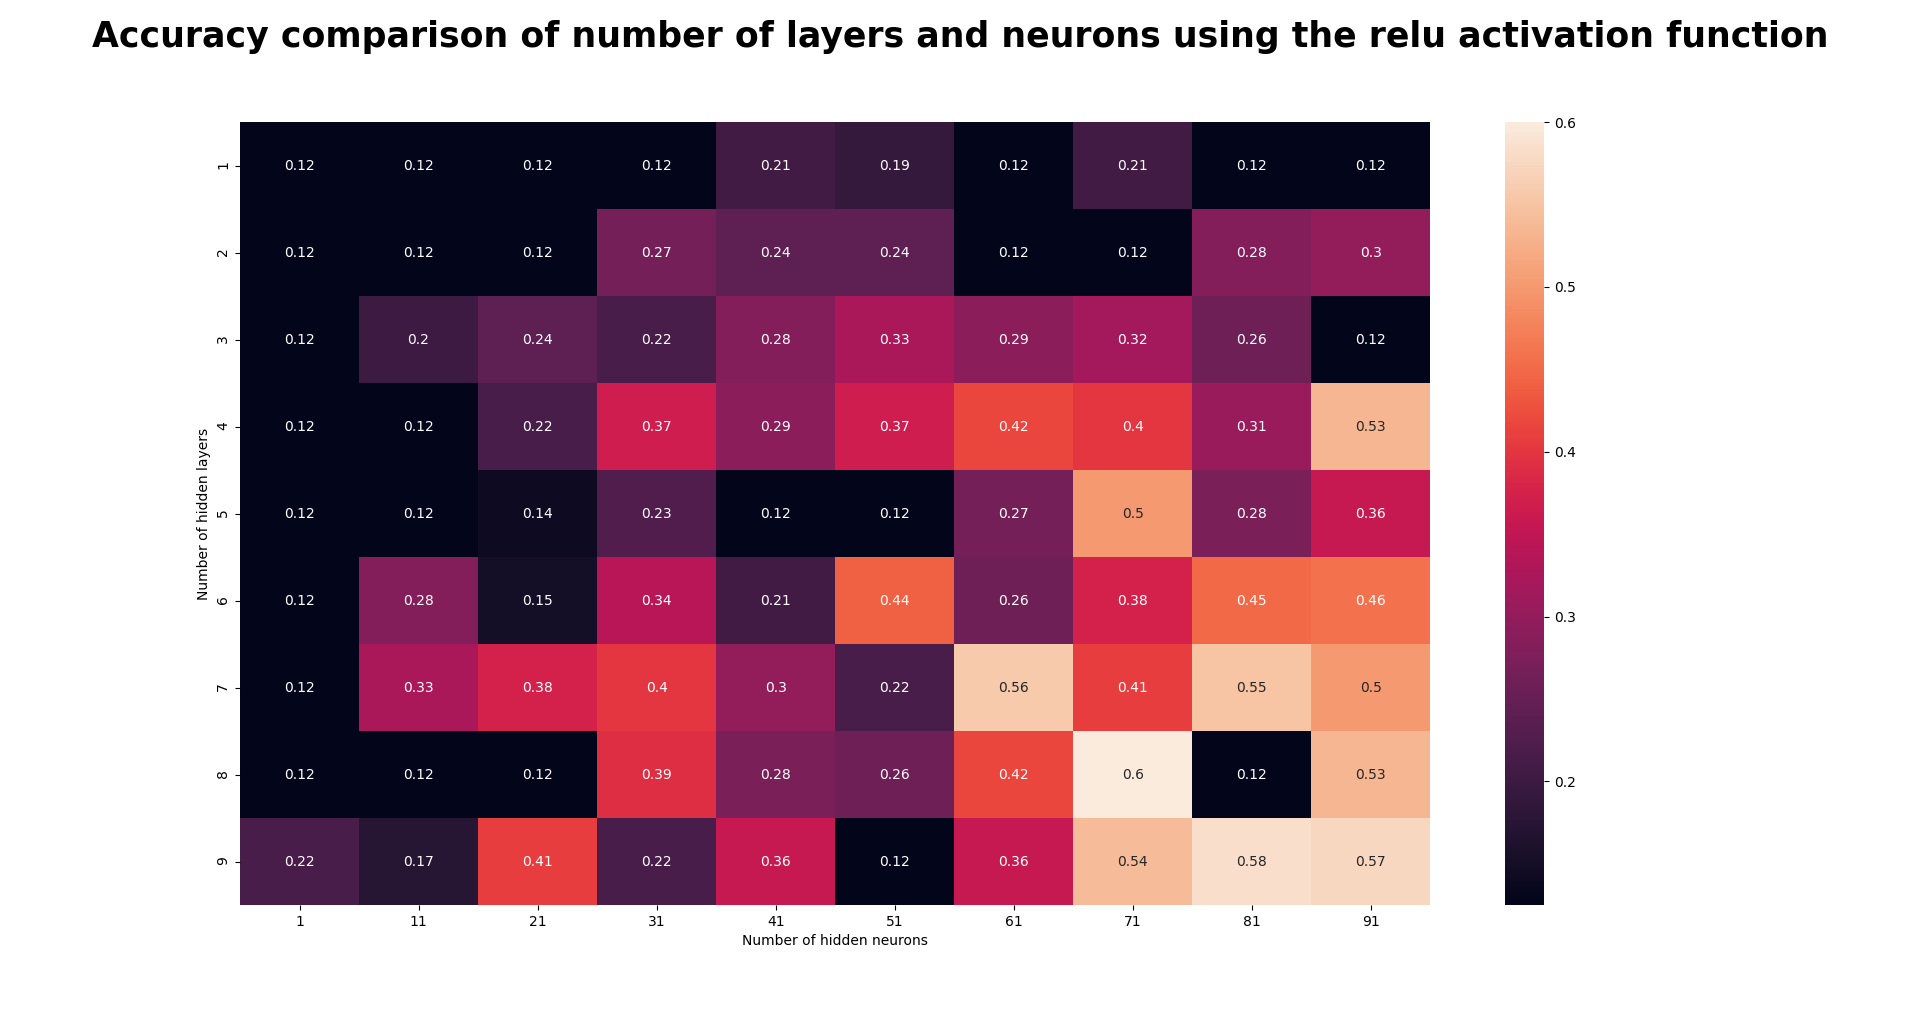 Accuracy comparison of number of layers and neurons using the relu activation function
0.6
1 0.12 0.12 0.12 0.12 0.21 0.19 0.12 0.21 0.12 0.12
2 0.12 0.12 0.12 0.27 0.24 0.24 0.12 0.12 0.28 0.3
0.5
3 0.12 0.2 0.24 0.22 0.28 0.33 0.29 0.32 0.26 0.12
4 0.12 0.12 0.22 0.37 0.29 0.37 0.42 0.4 0.31 0.53
0.4
Number of hidden layers
5 0.12 0.12 0.14 0.23 0.12 0.12 0.27 0.5 0.28 0.36
6 0.12 0.28 0.15 0.34 0.21 0.44 0.26 0.38 0.45 0.46
0.3
7 0.12 0.33 0.38 0.4 0.3 0.22 0.56 0.41 0.55 0.5
8 0.12 0.12 0.12 0.39 0.28 0.26 0.42 0.6 0.12 0.53
0.2
9 0.22 0.17 0.41 0.22 0.36 0.12 0.36 0.54 0.58 0.57
1 11 21 31 41 51 61 71 81 91
Number of hidden neurons